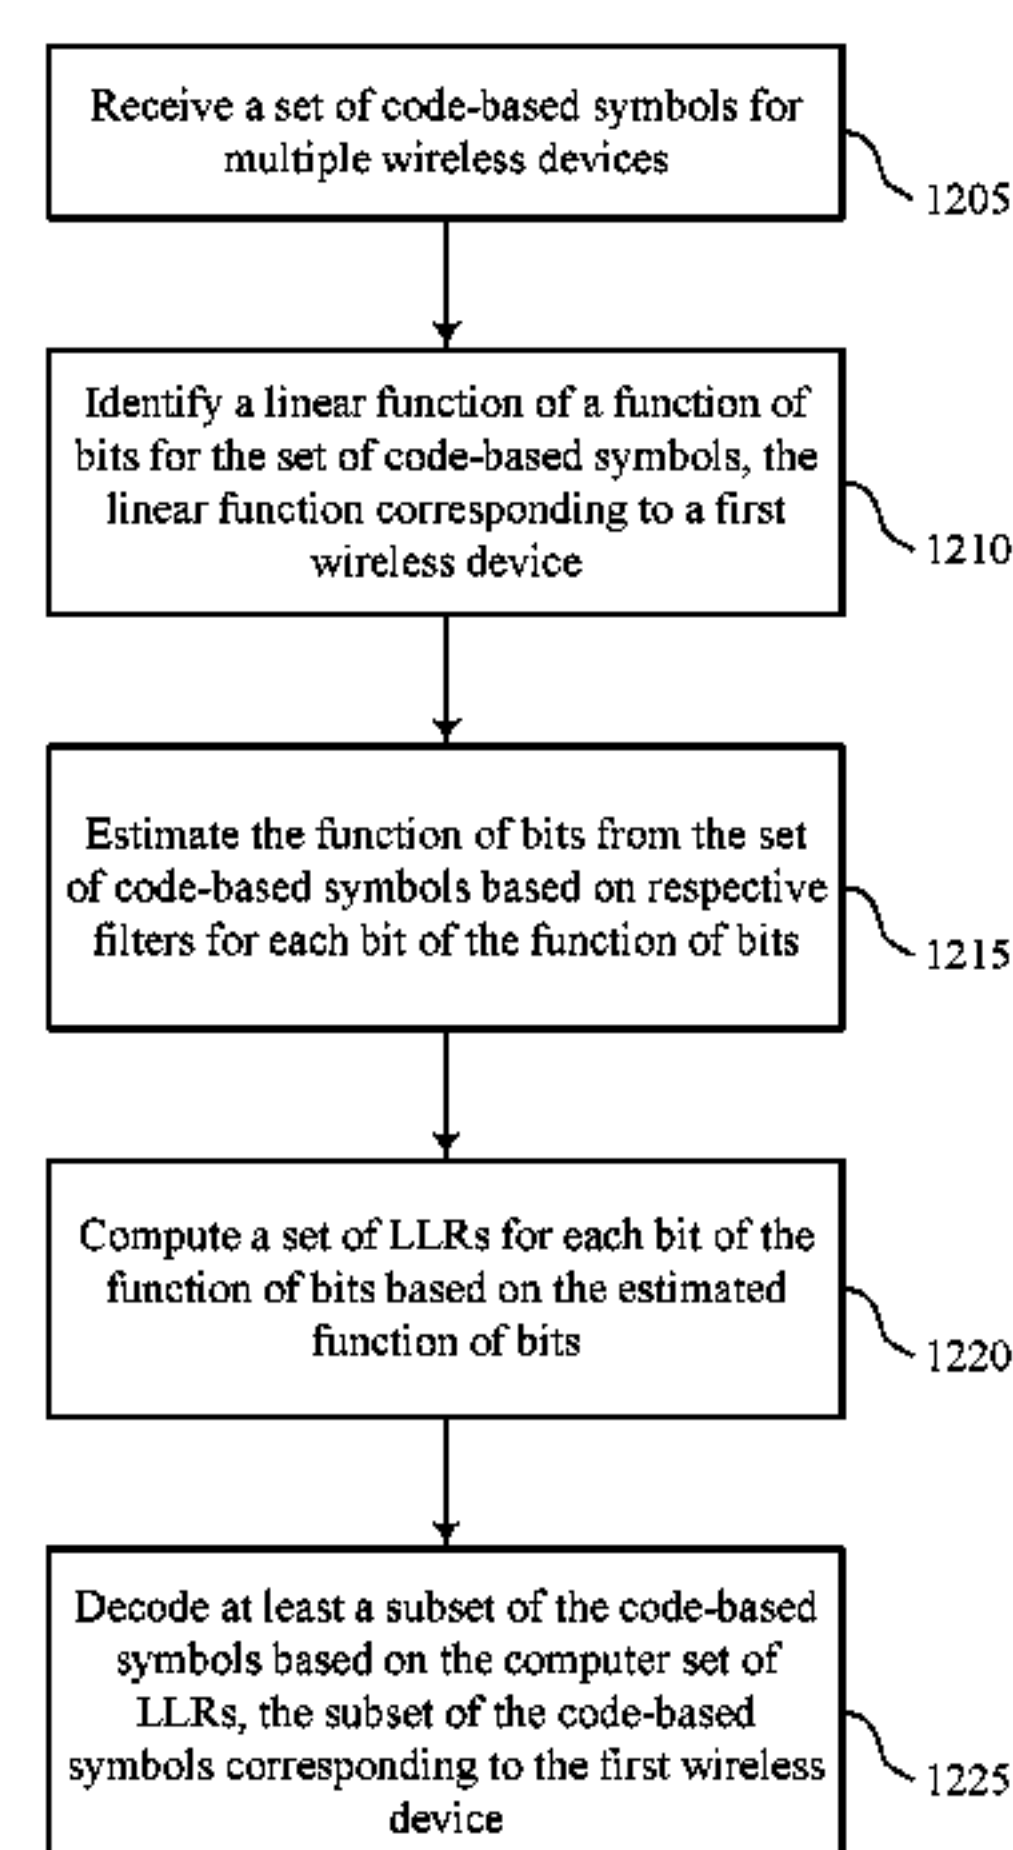 Receive a set of code-based symbols for
multiple wireless devices
1205
Identify a linear function of a function of
bits for the set of code-based symbols, the
linear function corresponding to a first
wireless device
1210
Estimate the function of bits from the set
of code-based symbols based on respective
filters for each bit of the function of bits
1215
Compute a set of LLRs for each bit of the
function of bits based on the estimated
function of bits
1220
Decode at least a subset of the code-based
symbols based on the computer set of
LLRs, the subset of the code-based
symbols corresponding to the first wireless
device
1225